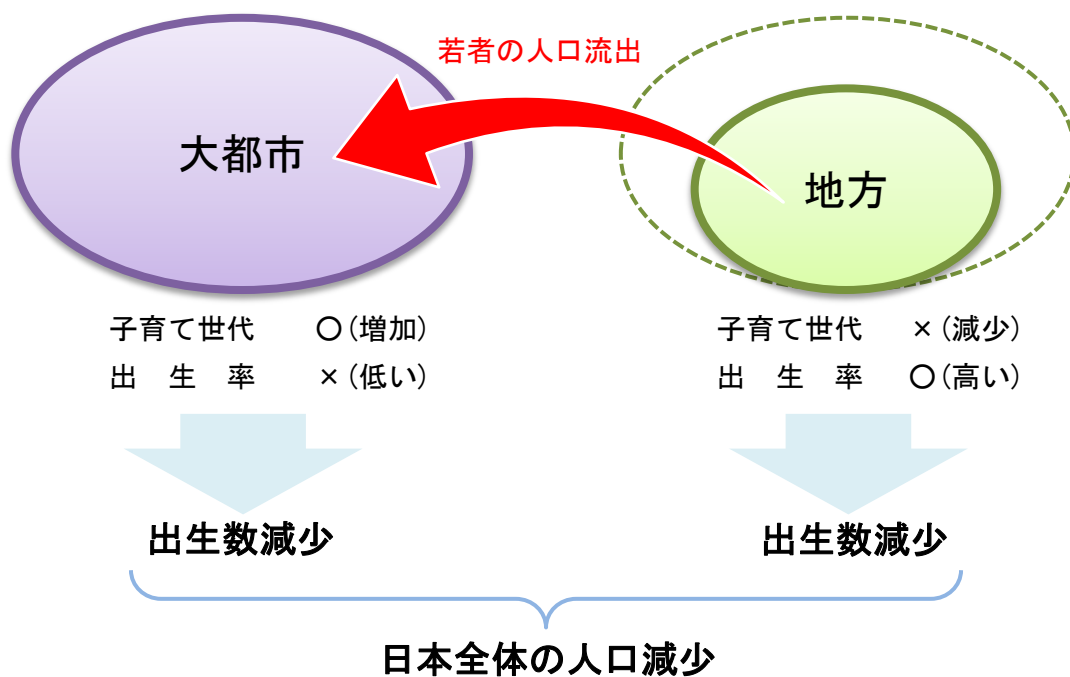 若者の人口流出
大都市
地方
子育て世代　○(増加)
出　生　率　×(低い)
子育て世代　×(減少)
出　生　率　○(高い)
出生数減少
出生数減少
日本全体の人口減少